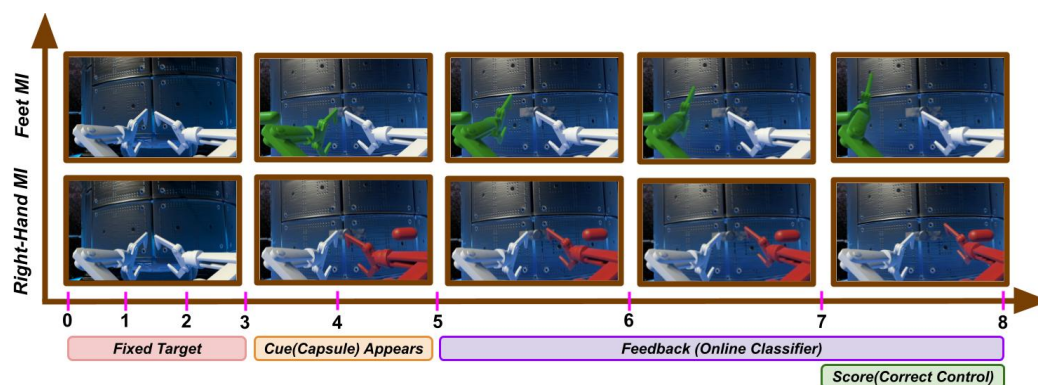 Feet MI
Right-Hand MI
0 1 2 3 4 5 6 7 8
Fixed Target
Cue(Capsule) Appears
Feedback (Online Classifier)
Score(Correct Control)